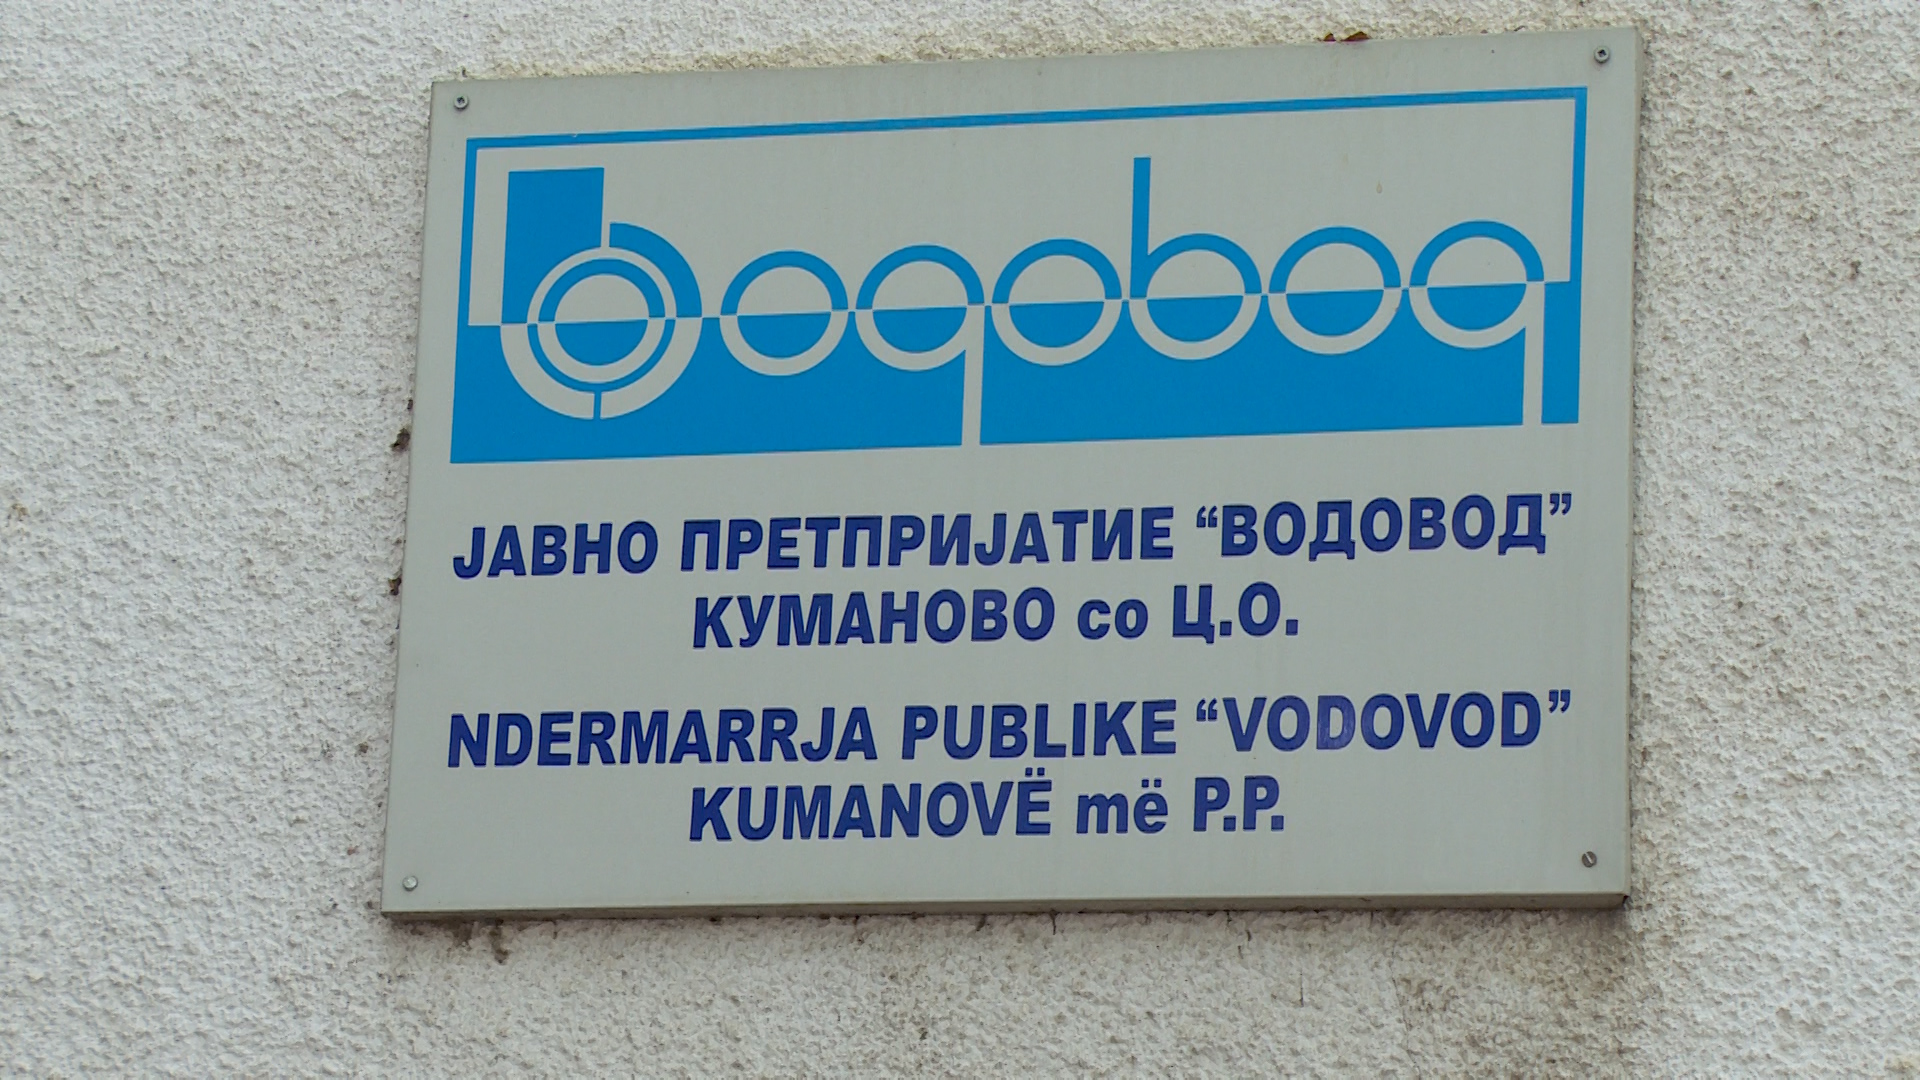 водовод
ЈАВНО ПРЕТПРИЈАТИЕ “ВОДОВОД”
КУМАНОВО со Ц.О.
NDERMARRJA PUBLIKE “VODOVOD”
KUMANOVË më P.P.